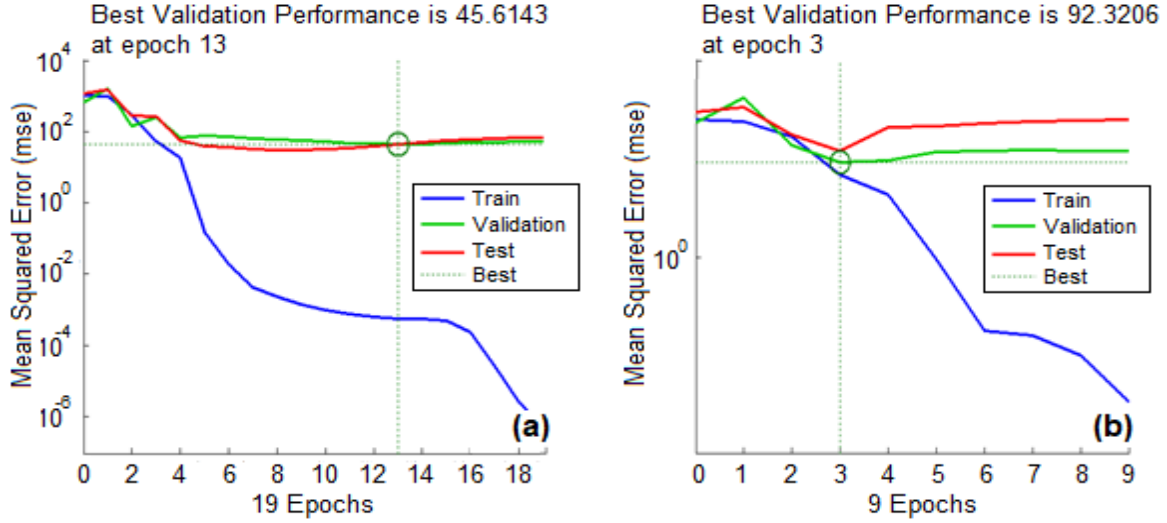 Best Validation Performance is 45.6143
at epoch 13
Mean Squared Error (mse)
10^4
10^2
10^0
10^-2
10^-4
10^-6
Train
Validation
Test
Best
(a)
0 2 4 6 8 10 12 14 16 18
19 Epochs
Best Validation Performance is 92.3206
at epoch 3
Mean Squared Error (mse)
10^0
Train
Validation
Test
Best
(b)
0 1 2 3 4 5 6 7 8 9
9 Epochs